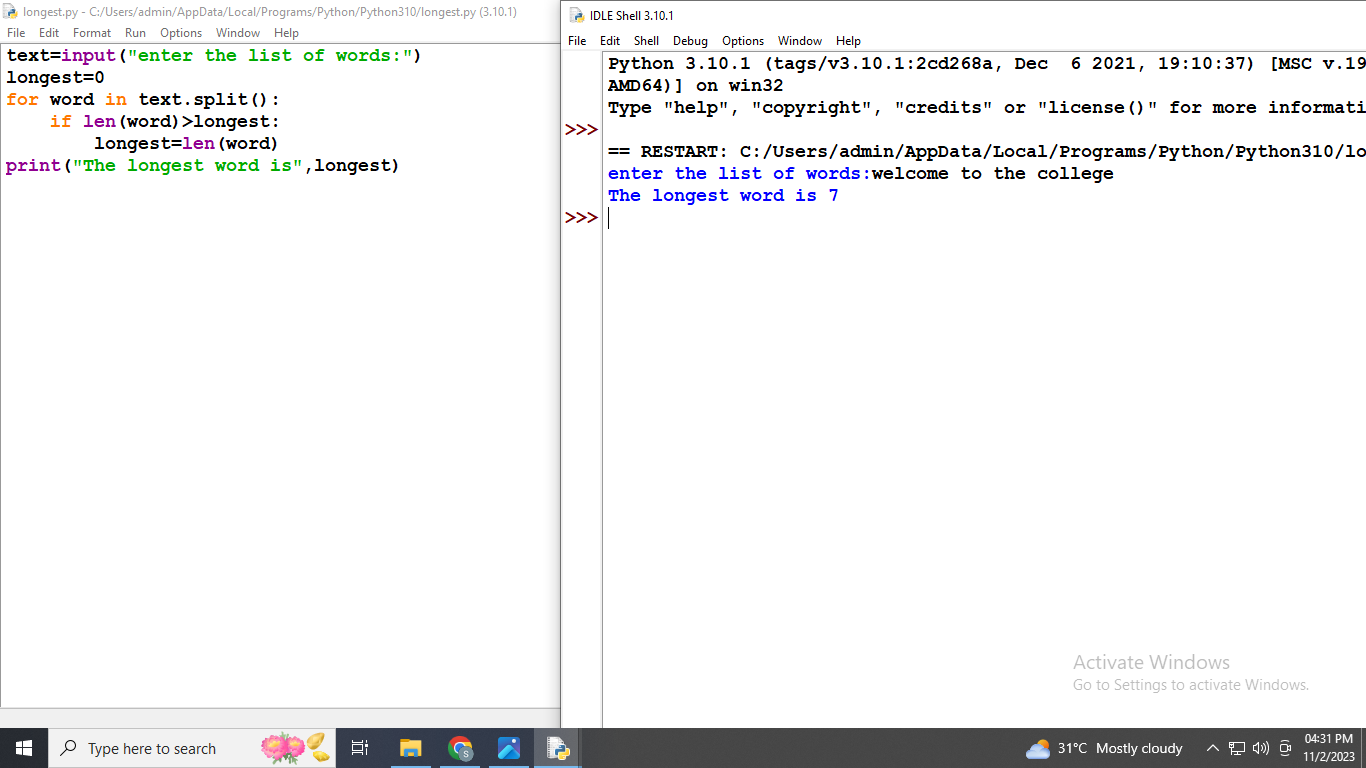 longest.py - C:/Users/admin/AppData/Local/Programs/Python/Python310/longest.py (3.10.1)
File Edit Format Run Options Window Help
text=input("enter the list of words:")
longest=0
for word in text.split():
    if len(word)>longest:
        longest=len(word)
print("The longest word is",longest)
IDLE Shell 3.10.1
File Edit Shell Debug Options Window Help
Python 3.10.1 (tags/v3.10.1:2cd268a, Dec  6 2021, 19:10:37) [MSC v.19
AMD64)] on win32
Type "help", "copyright", "credits" or "license()" for more informati
>>>
== RESTART: C:/Users/admin/AppData/Local/Programs/Python/Python310/lo
enter the list of words:welcome to the college
The longest word is 7
>>>
Activate Windows
Go to Settings to activate Windows.
Type here to search
S
31°C Mostly cloudy
04:31 PM
11/2/2023